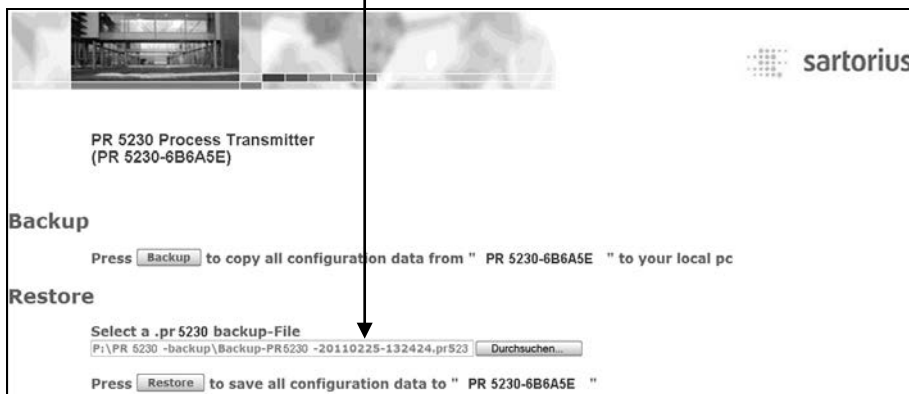 sartorius
PR 5230 Process Transmitter
(PR 5230-6B6A5E)
Backup
Press Backup to copy all configuration data from " PR 5230-6B6A5E " to your local pc
Restore
Select a .pr 5230 backup-File
P:\PR 5230 -backup\Backup-PR5230 -20110225-132424.pr523 Durchsuchen...
Press Restore to save all configuration data to " PR 5230-6B6A5E "